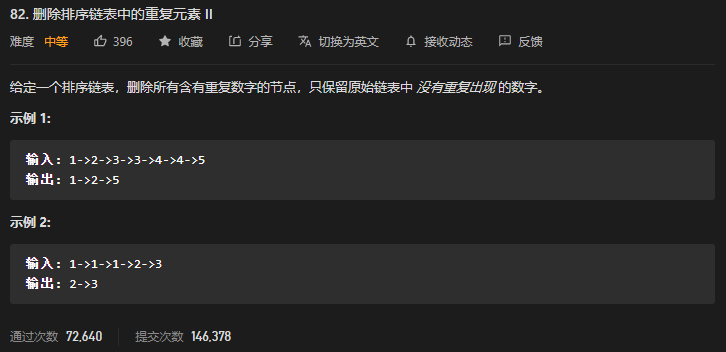 82. 删除排序链表中的重复元素 II
难度 中等 396 收藏 分享 切换为英文 接收动态 反馈
给定一个排序链表，删除所有含有重复数字的节点，只保留原始链表中 没有重复出现 的数字。
示例 1:
输入: 1->2->3->3->4->4->5
输出: 1->2->5
示例 2:
输入: 1->1->1->2->3
输出: 2->3
通过次数 72,640 提交次数 146,378